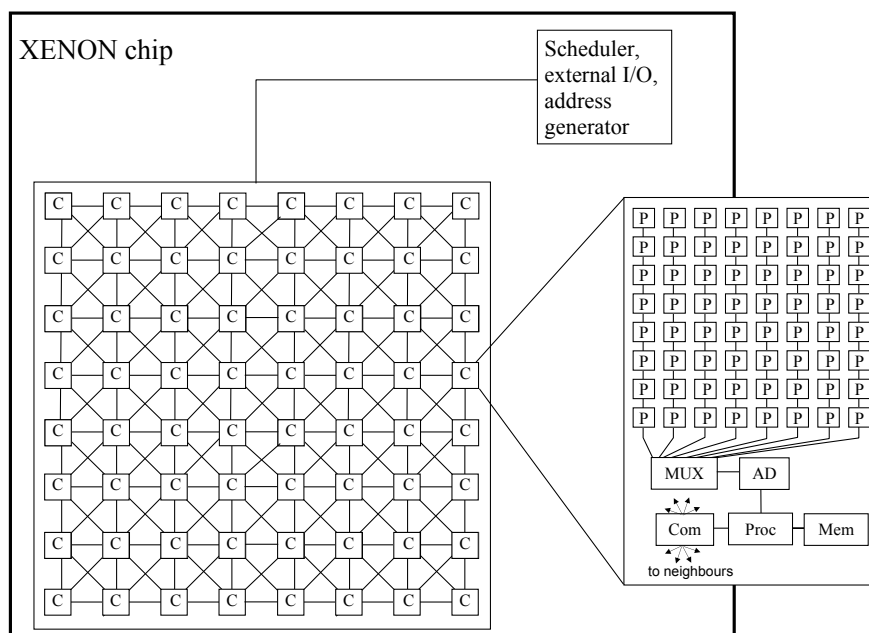 XENON chip
Scheduler,
external I/O,
address
generator
C C C C C C C C
C C C C C C C C
C C C C C C C C
C C C C C C C C
C C C C C C C C
C C C C C C C C
C C C C C C C C
C C C C C C C C
P P P P P P P P
P P P P P P P P
P P P P P P P P
P P P P P P P P
P P P P P P P P
P P P P P P P P
P P P P P P P P
P P P P P P P P
MUX AD
Com Proc Mem
to neighbours